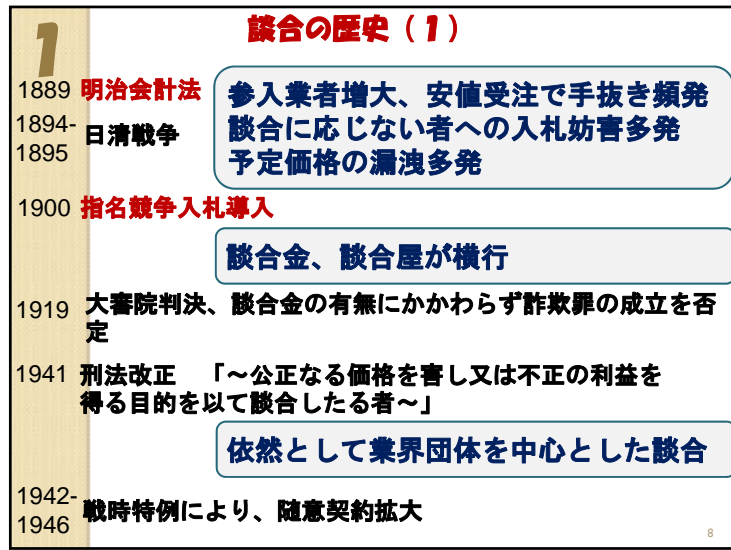 1
談合の歴史（1）
1889 明治会計法
参入業者増大、安値受注で手抜き頻発
談合に応じない者への入札妨害多発
予定価格の漏洩多発
1894-
1895
日清戦争
1900 指名競争入札導入
談合金、談合屋が横行
1919 大審院判決、談合金の有無にかかわらず詐欺罪の成立を否
定
1941 刑法改正　「～公正なる価格を害し又は不正の利益を
得る目的を以て談合したる者～」
依然として業界団体を中心とした談合
1942-
1946
戦時特例により、随意契約拡大
8